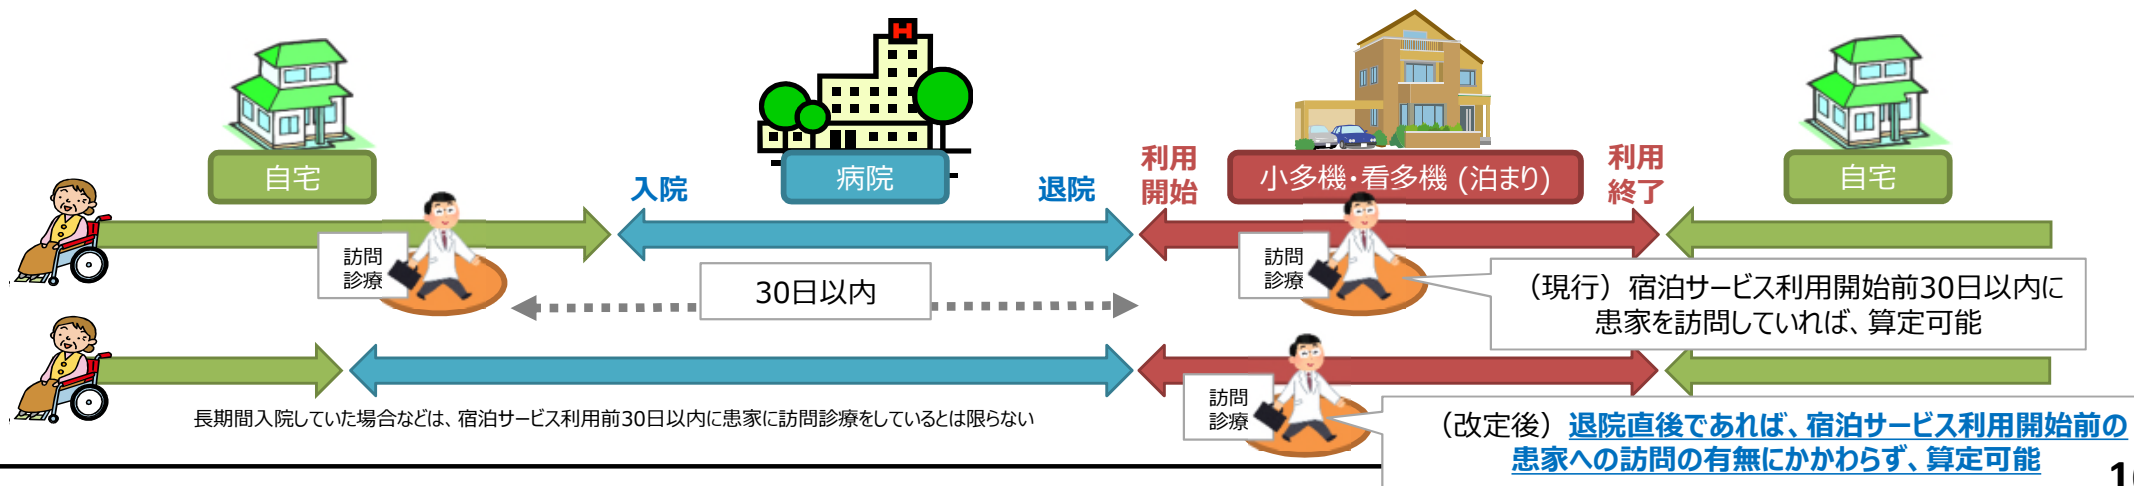 H
自宅
病院
小多機・看多機 (泊まり)
自宅
入院
退院
利用
開始
利用
終了
訪問
診療
30日以内
訪問
診療
（現行）宿泊サービス利用開始前30日以内に
患家を訪問していれば、算定可能
長期間入院していた場合などは、宿泊サービス利用前30日以内に患家に訪問診療をしているとは限らない
訪問
診療
（改定後）退院直後であれば、宿泊サービス利用開始前の
患家への訪問の有無にかかわらず、算定可能